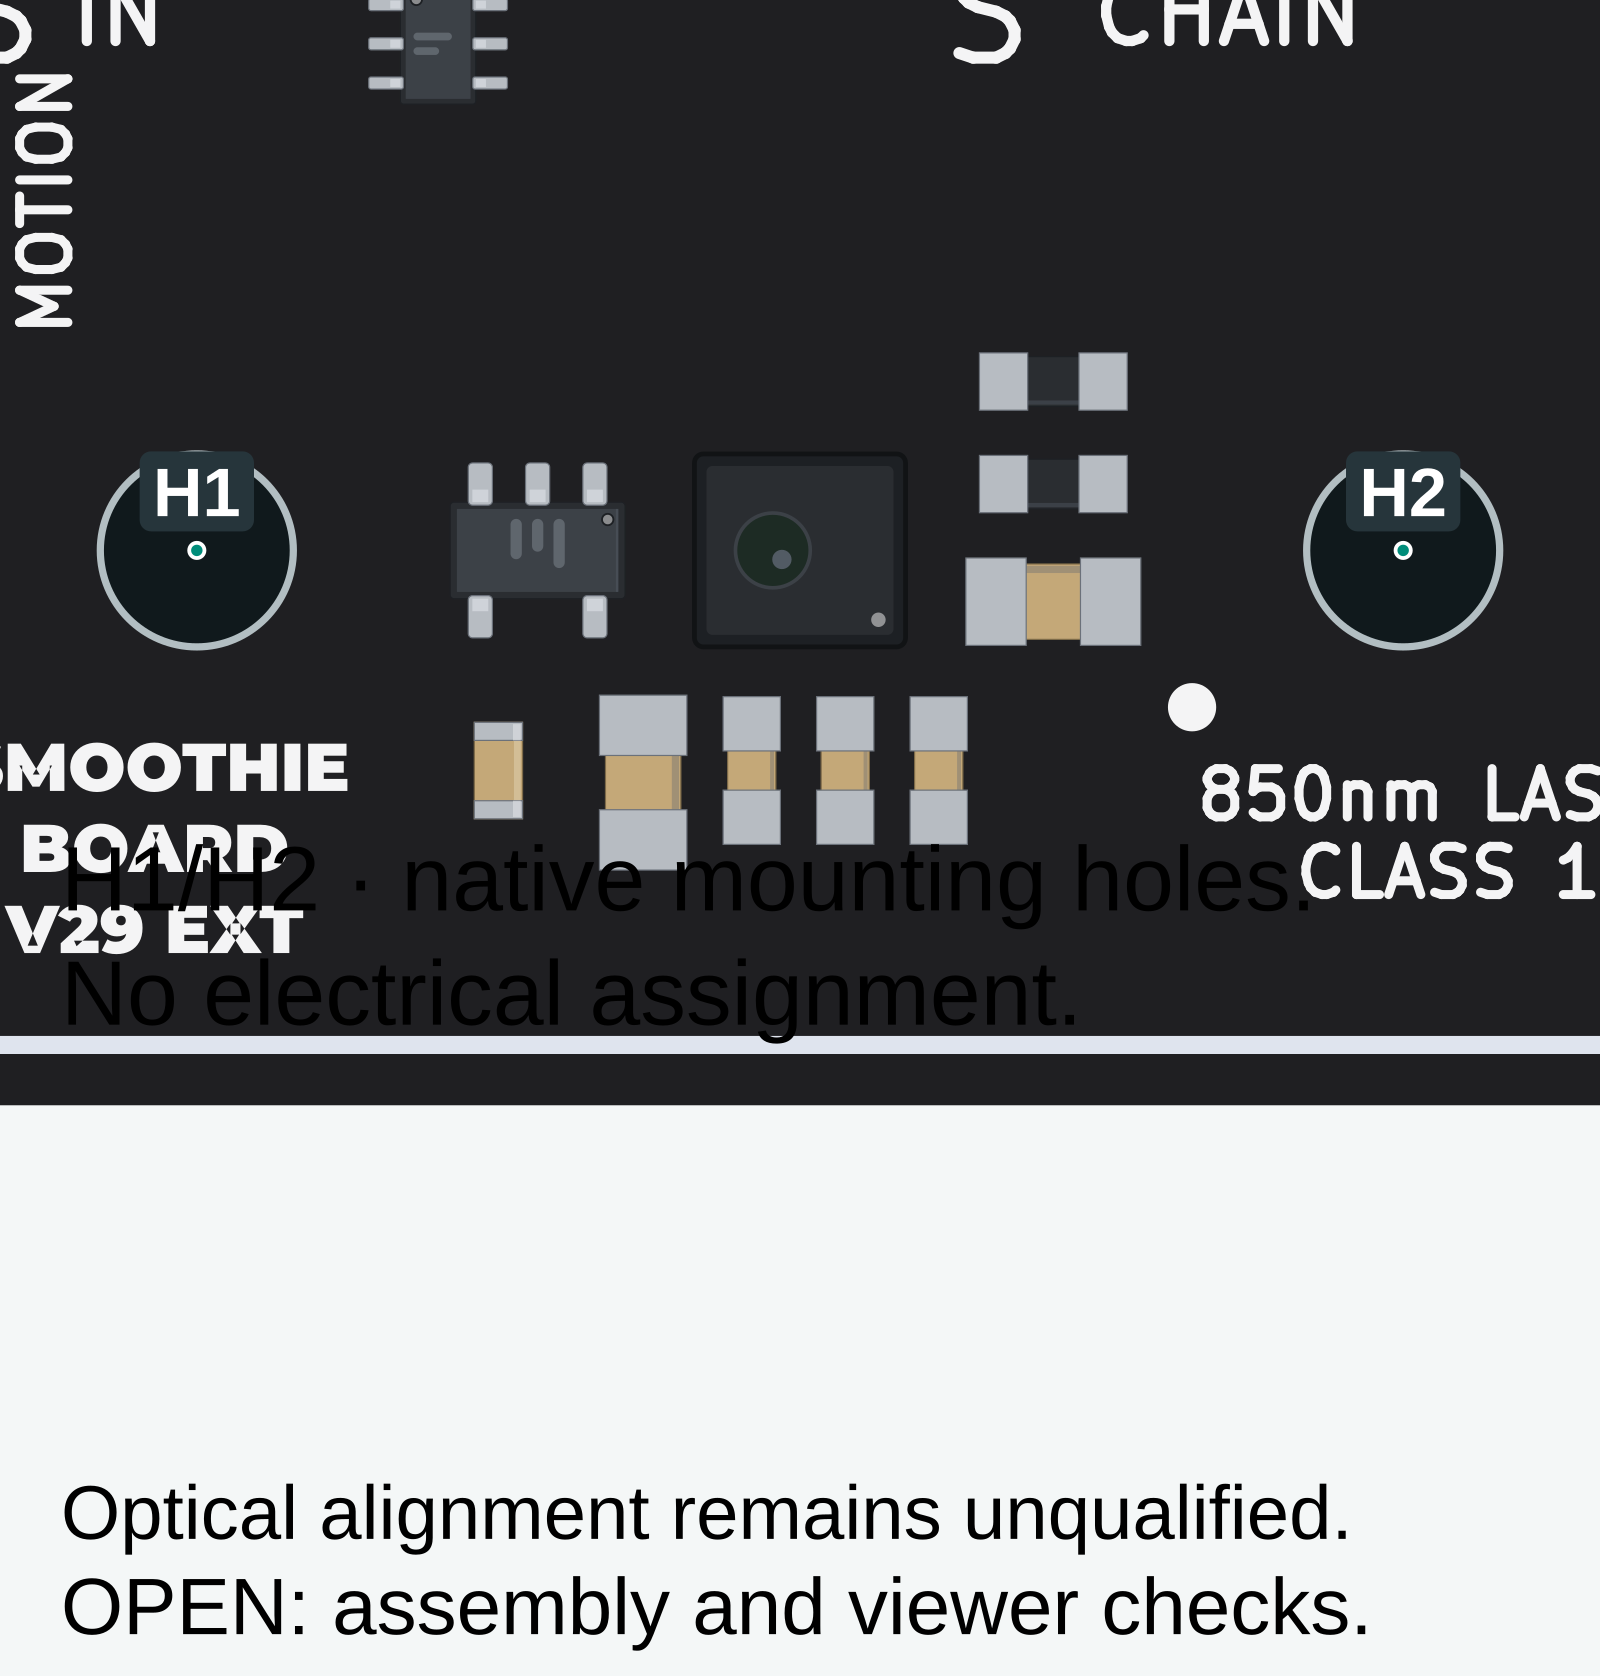 S IN
S CHAIN
MOTION
H1
H2
SMOOTHIE
BOARD
V29 EXT
850nm LAS
CLASS 1
H1/H2 · native mounting holes.
No electrical assignment.
Optical alignment remains unqualified.
OPEN: assembly and viewer checks.